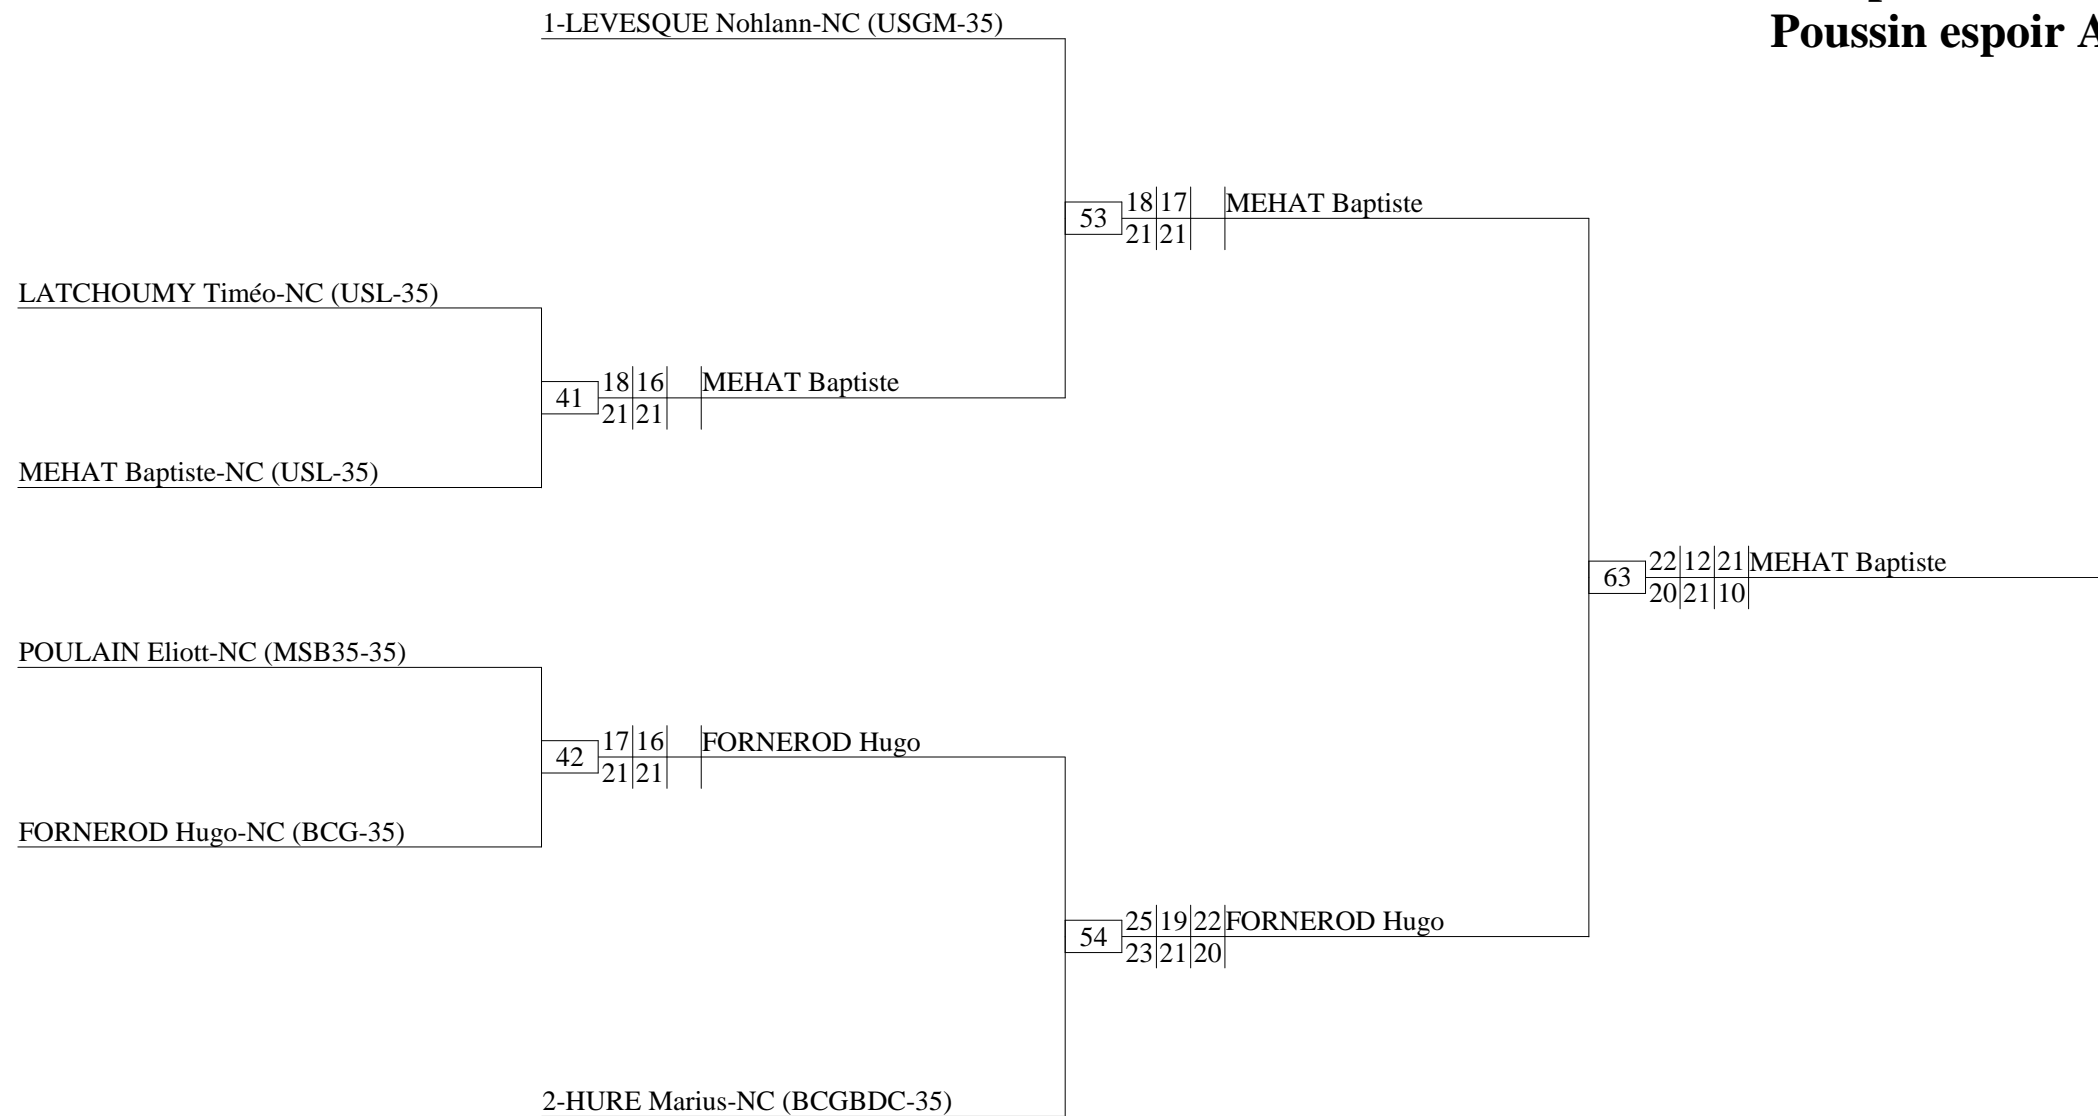 Poussin espoir A
1-LEVESQUE Nohlann-NC (USGM-35)
53 18 17 MEHAT Baptiste
21 21
LATCHOUMY Timéo-NC (USL-35)
41 18 16 MEHAT Baptiste
21 21
MEHAT Baptiste-NC (USL-35)
63 22 12 21 MEHAT Baptiste
20 21 10
POULAIN Eliott-NC (MSB35-35)
42 17 16 FORNEROD Hugo
21 21
FORNEROD Hugo-NC (BCG-35)
54 25 19 22 FORNEROD Hugo
23 21 20
2-HURE Marius-NC (BCGBDC-35)